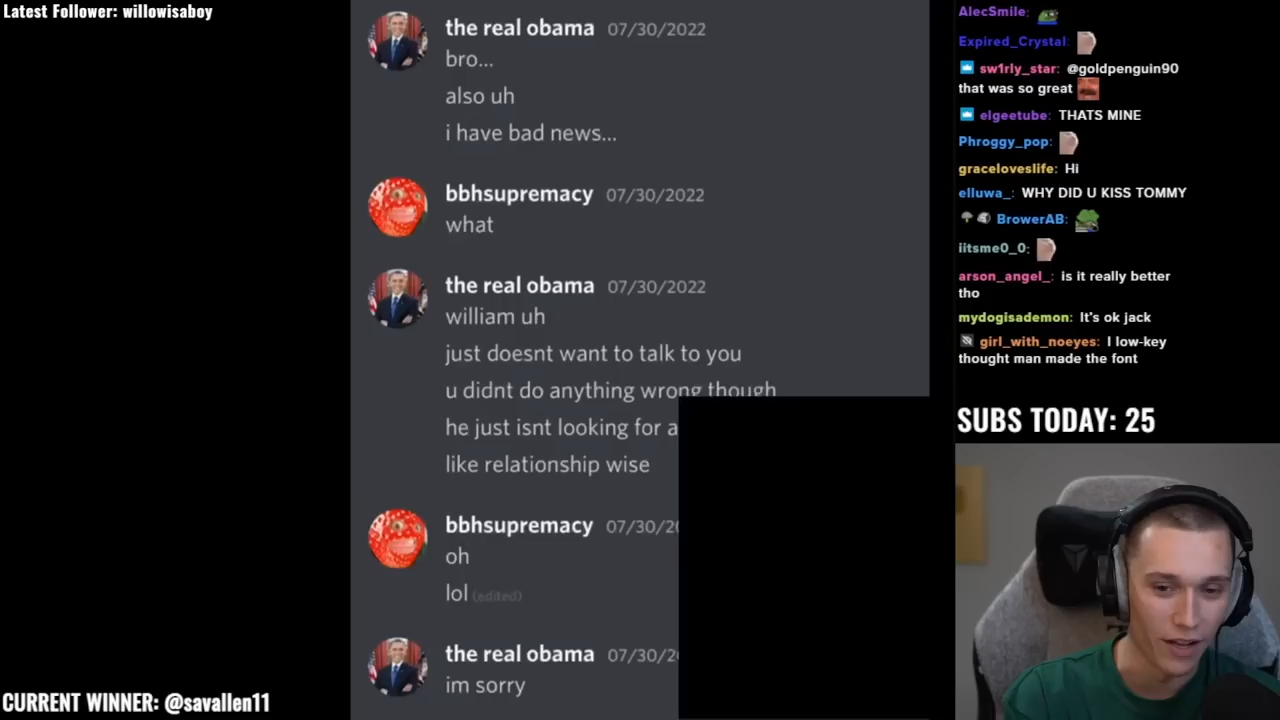 Latest Follower: willowisaboy
the real obama 07/30/2022
bro...
also uh
i have bad news...
bbhsupremacy 07/30/2022
what
the real obama 07/30/2022
william uh
just doesnt want to talk to you
u didnt do anything wrong though
he just isnt looking for a
like relationship wise
bbhsupremacy 07/30/20
oh
lol (edited)
the real obama 07/30/2
im sorry
CURRENT WINNER: @savallen11
AlecSmile:
Expired_Crystal:
sw1rly_star: @goldpenguin90
that was so great
elgeetube: THATS MINE
Phroggy_pop:
graceloveslife: Hi
elluwa_: WHY DID U KISS TOMMY
BrowerAB:
iitsme0_0:
arson_angel_: is it really better
tho
mydogisademon: It's ok jack
girl_with_noeyes: I low-key
thought man made the font
SUBS TODAY: 25